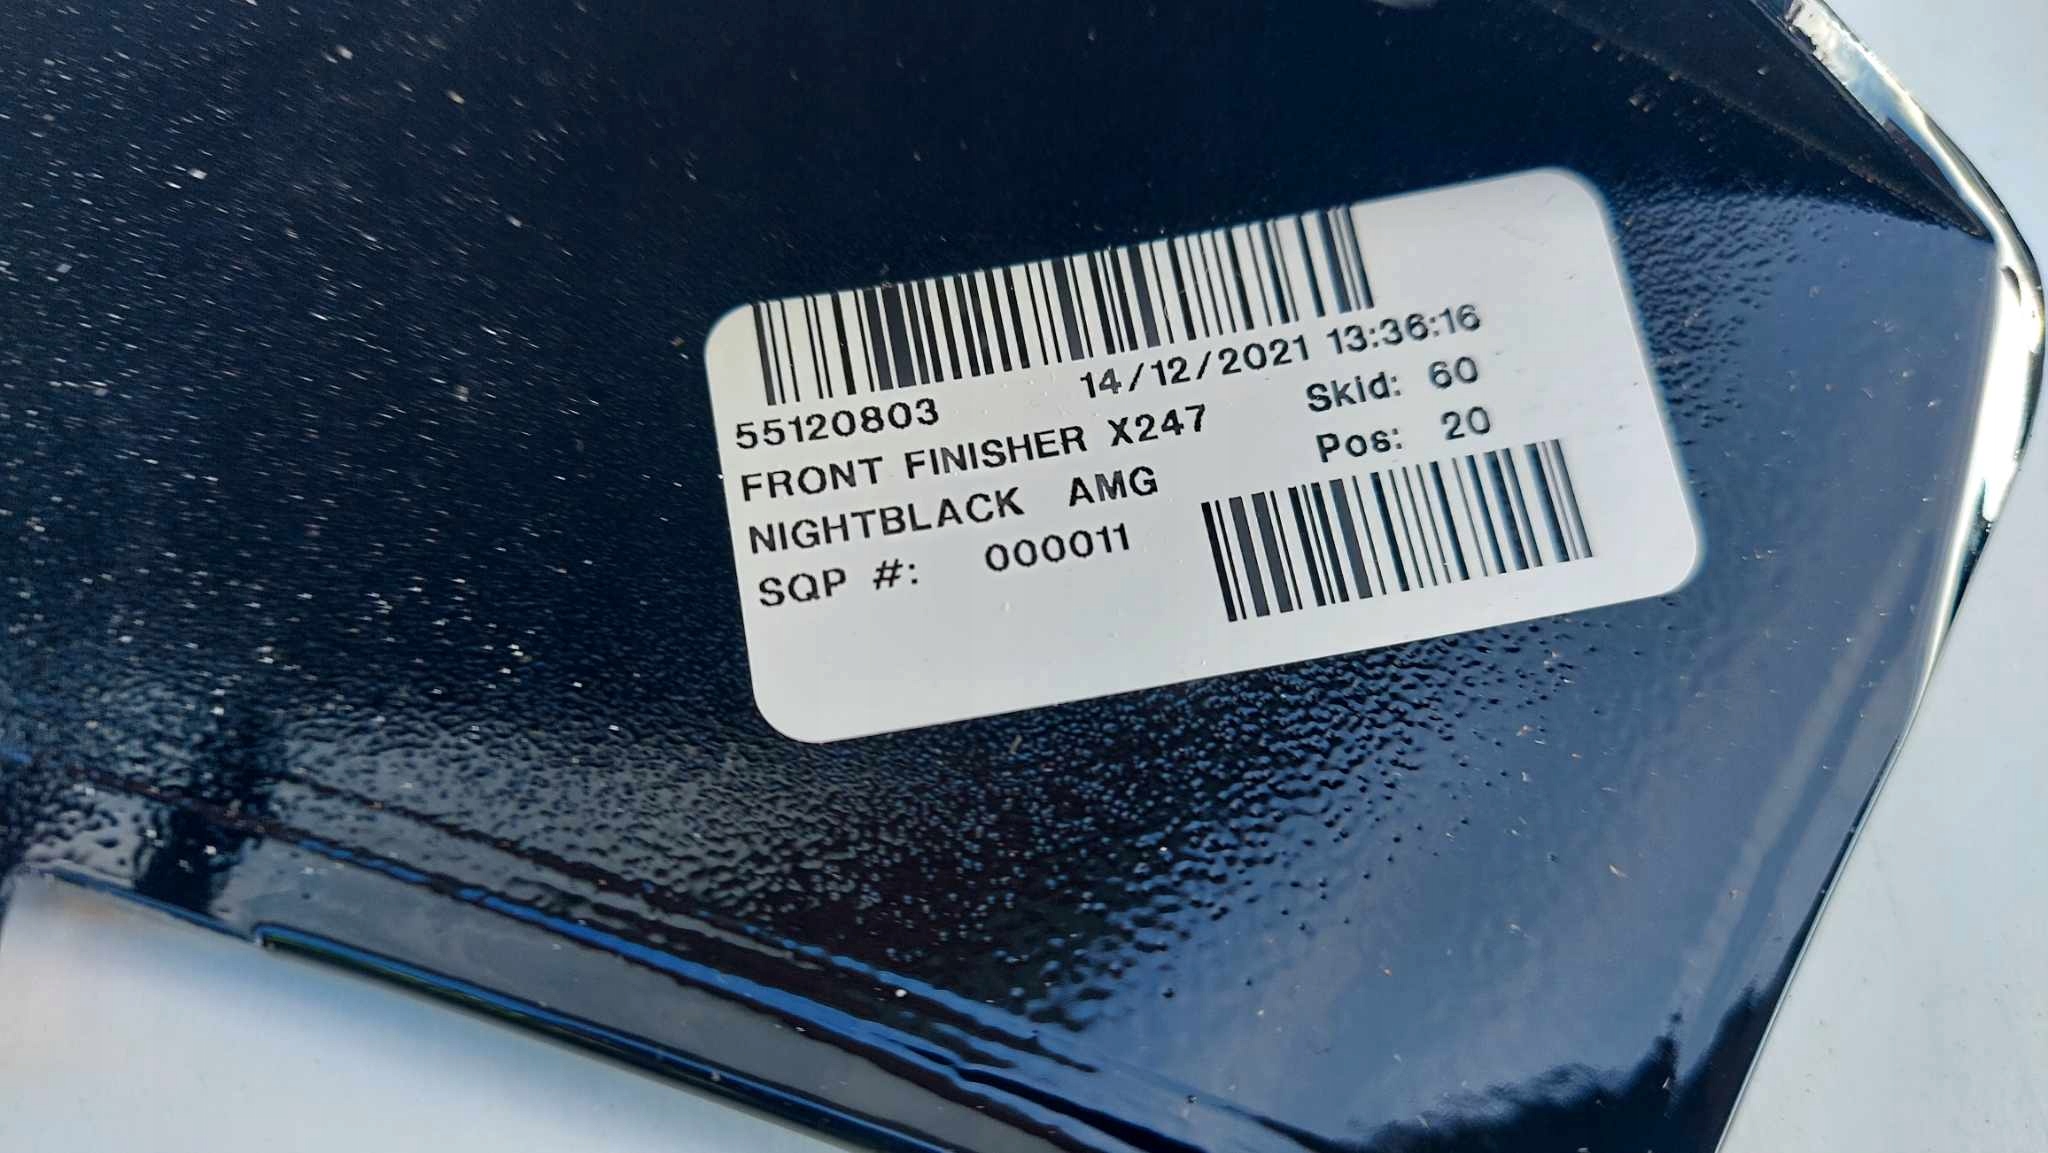 55120803 14/12/2021 13:36:16
FRONT FINISHER X247 Skid: 60
NIGHTBLACK AMG Pos: 20
SQP #: 000011